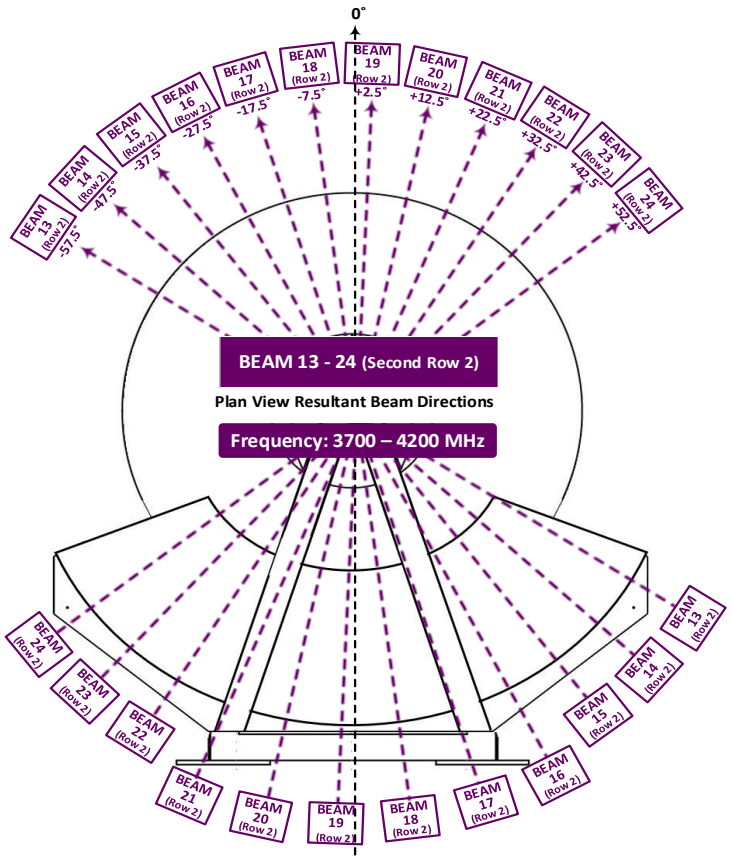 0°
BEAM
13
(Row 2)
-57.5°
BEAM
14
(Row 2)
-47.5°
BEAM
15
(Row 2)
-37.5°
BEAM
16
(Row 2)
-27.5°
BEAM
17
(Row 2)
-17.5°
BEAM
18
(Row 2)
-7.5°
BEAM
19
(Row 2)
+2.5°
BEAM
20
(Row 2)
+12.5°
BEAM
21
(Row 2)
+22.5°
BEAM
22
(Row 2)
+32.5°
BEAM
23
(Row 2)
+42.5°
BEAM
24
(Row 2)
+52.5°
BEAM 13 - 24 (Second Row 2)
Plan View Resultant Beam Directions
Frequency: 3700 – 4200 MHz
BEAM
24
(Row 2)
BEAM
23
(Row 2)
BEAM
22
(Row 2)
BEAM
21
(Row 2)
BEAM
20
(Row 2)
BEAM
19
(Row 2)
BEAM
18
(Row 2)
BEAM
17
(Row 2)
BEAM
16
(Row 2)
BEAM
15
(Row 2)
BEAM
14
(Row 2)
BEAM
13
(Row 2)